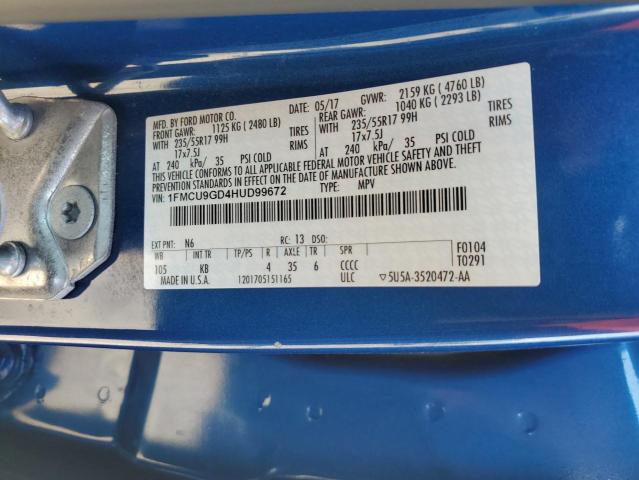 MFD. BY FORD MOTOR CO. DATE: 05/17 GVWR: 2159 KG ( 4760 LB)
FRONT GAWR: 1125 KG ( 2480 LB) REAR GAWR: 1040 KG ( 2293 LB)
235/55R17 99H TIRES 235/55R17 99H TIRES
17x7.5J RIMS 17x7.5J RIMS
AT 240 kPa/ 35 PSI COLD AT 240 kPa/ 35 PSI COLD
THIS VEHICLE CONFORMS TO ALL APPLICABLE FEDERAL MOTOR VEHICLE SAFETY AND THEFT
PREVENTION STANDARDS IN EFFECT ON THE DATE OF MANUFACTURE SHOWN ABOVE.
VIN: 1FMCU9GD4HUD99672 TYPE: MPV
EXT PNT: N6 RC: 13 DSO: F0104
WB INT TR TP/PS R AXLE TR SPR T0291
105 KB 4 35 6 CCCC
MADE IN U.S.A. 1201705151165 ULC ▽5U5A-3520472-AA